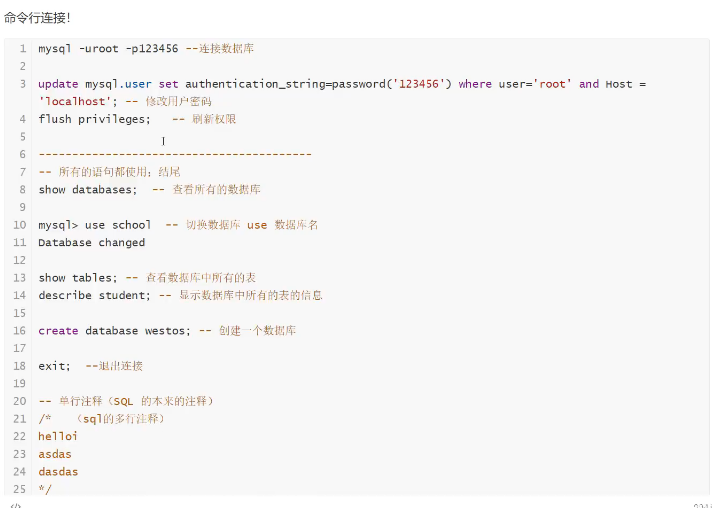 命令行连接！
1 mysql -uroot -p123456 --连接数据库
2
3 update mysql.user set authentication_string=password('123456') where user='root' and Host =
'localhost'; -- 修改用户密码
4 flush privileges; -- 刷新权限
5
6 -----------------------------------------
7 -- 所有的语句都使用；结尾
8 show databases; -- 查看所有的数据库
9
10 mysql> use school -- 切换数据库 use 数据库名
11 Database changed
12
13 show tables; -- 查看数据库中所有的表
14 describe student; -- 显示数据库中所有的表的信息
15
16 create database westos; -- 创建一个数据库
17
18 exit; --退出连接
19
20 -- 单行注释（SQL 的本来的注释）
21 /* （sql的多行注释）
22 helloi
23 asdas
24 dasdas
25 */